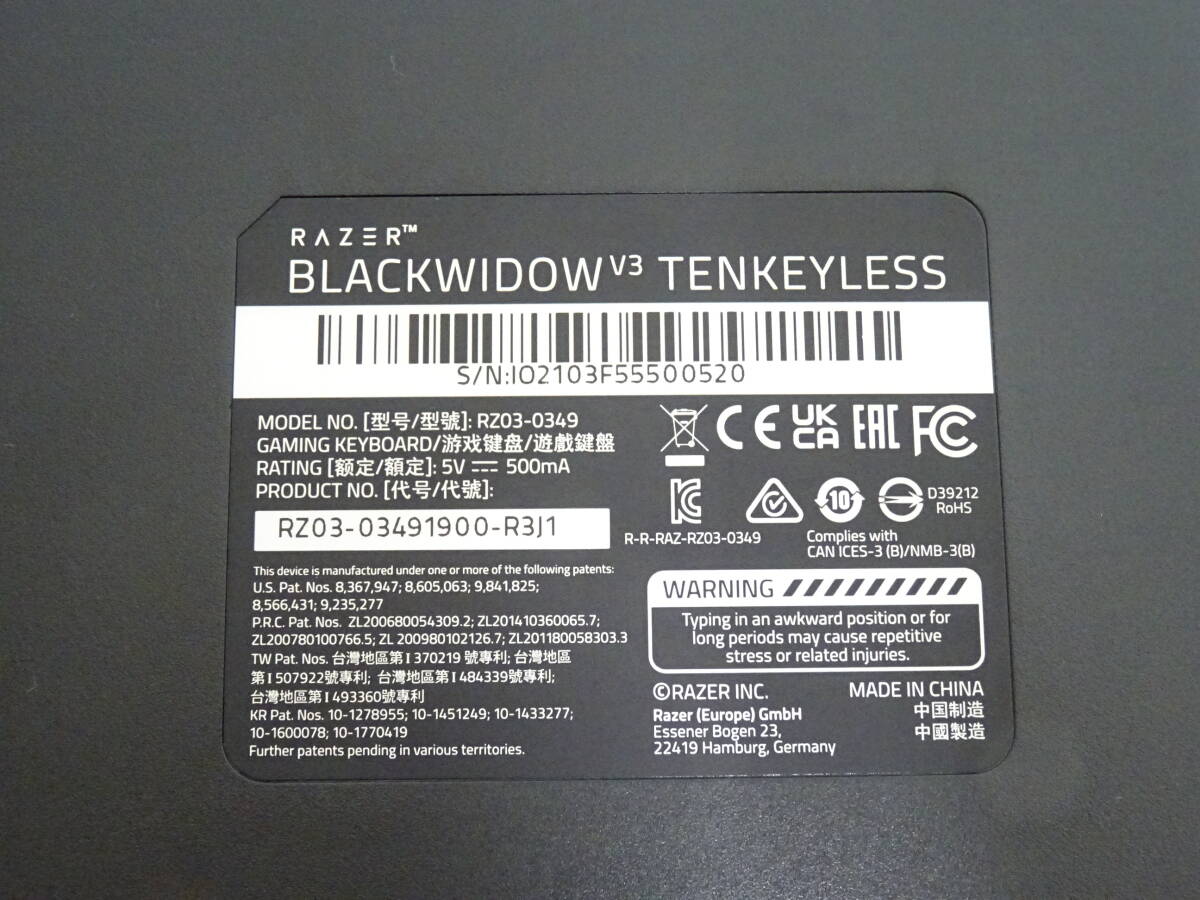 RAZER™
BLACKWIDOW V3 TENKEYLESS
S/N:IO2103F55500520
MODEL NO. [型号/型號]: RZ03-0349
GAMING KEYBOARD/游戏键盘/遊戲鍵盤
RATING [额定/額定]: 5V ⎓ 500mA
PRODUCT NO. [代号/代號]:
RZ03-03491900-R3J1
This device is manufactured under one or more of the following patents:
U.S. Pat. Nos. 8,367,947; 8,605,063; 9,841,825;
8,566,431; 9,235,277
P.R.C. Pat. Nos. ZL200680054309.2; ZL201410360065.7;
ZL200780100766.5; ZL 200980102126.7; ZL201180058303.3
TW Pat. Nos. 台灣地區第I 370219 號專利; 台灣地區
第I 507922號專利; 台灣地區第I 484339號專利;
台灣地區第I 493360號專利
KR Pat. Nos. 10-1278955; 10-1451249; 10-1433277;
10-1600078; 10-1770419
Further patents pending in various territories.
CE UK CA EAC FC
KC 10 D39212
RoHS
R-R-RAZ-RZ03-0349
Complies with
CAN ICES-3 (B)/NMB-3(B)
WARNING
Typing in an awkward position or for
long periods may cause repetitive
stress or related injuries.
©RAZER INC.
Razer (Europe) GmbH
Essener Bogen 23,
22419 Hamburg, Germany
MADE IN CHINA
中国制造
中國製造